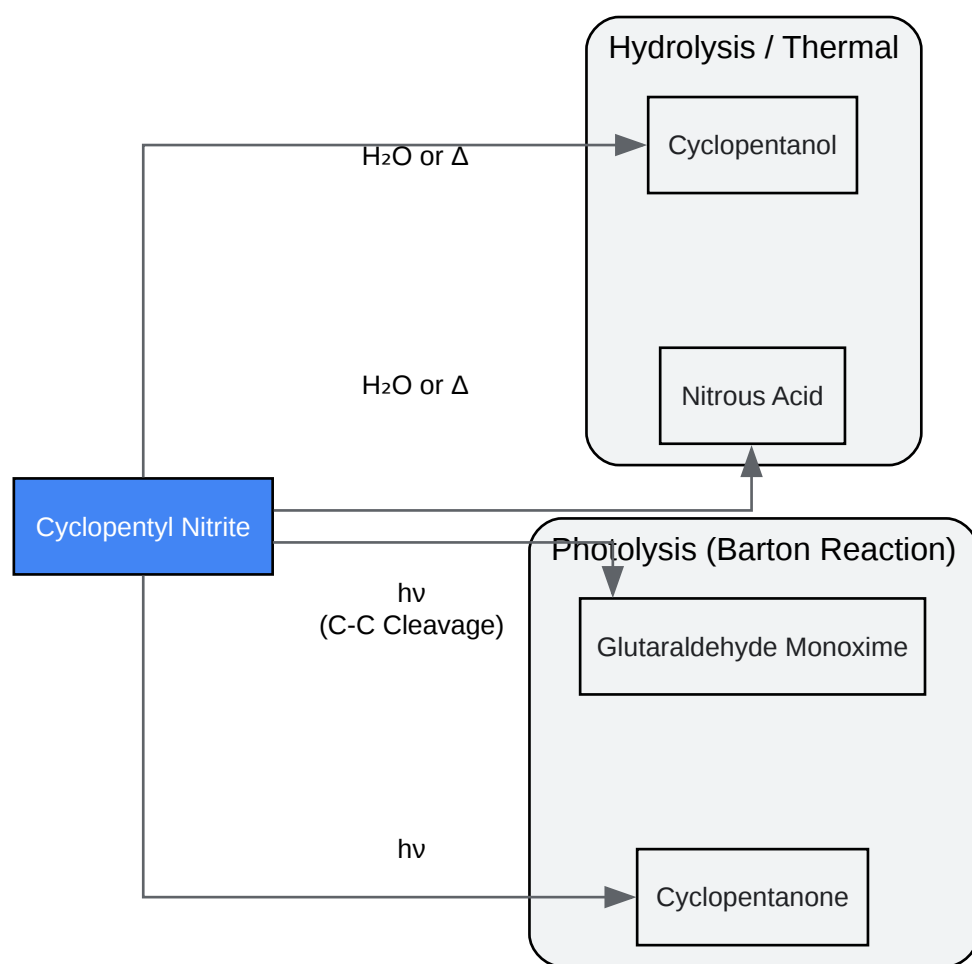 Hydrolysis / Thermal
Cyclopentanol
H₂O or Δ
H₂O or Δ
Nitrous Acid
Cyclopentyl Nitrite
Photolysis (Barton Reaction)
hν
(C-C Cleavage)
Glutaraldehyde Monoxime
hν
Cyclopentanone